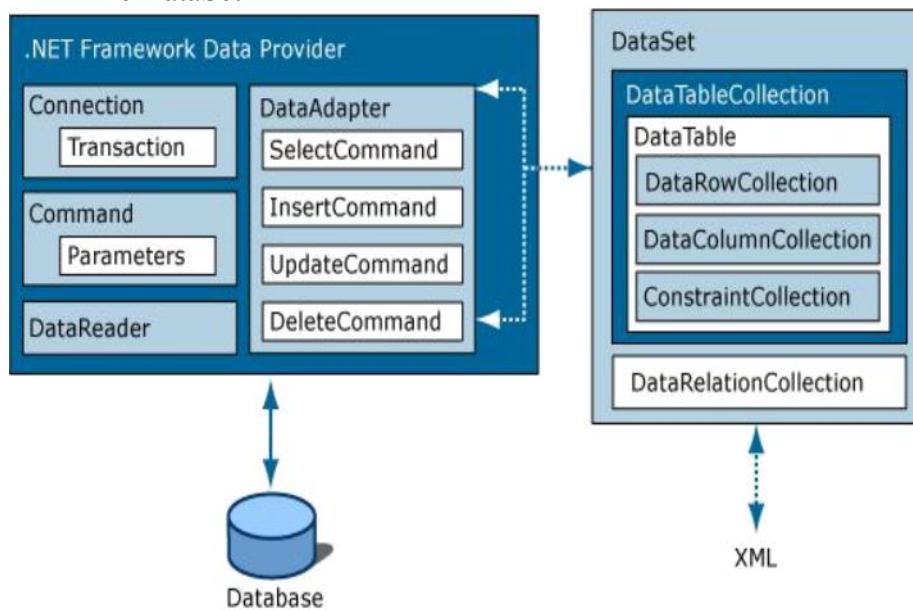 DataSet
.NET Framework Data Provider
Connection
Transaction
Command
Parameters
DataReader
DataAdapter
SelectCommand
InsertCommand
UpdateCommand
DeleteCommand
Database
DataSet
DataTableCollection
DataTable
DataRowCollection
DataColumnCollection
ConstraintCollection
DataRelationCollection
XML